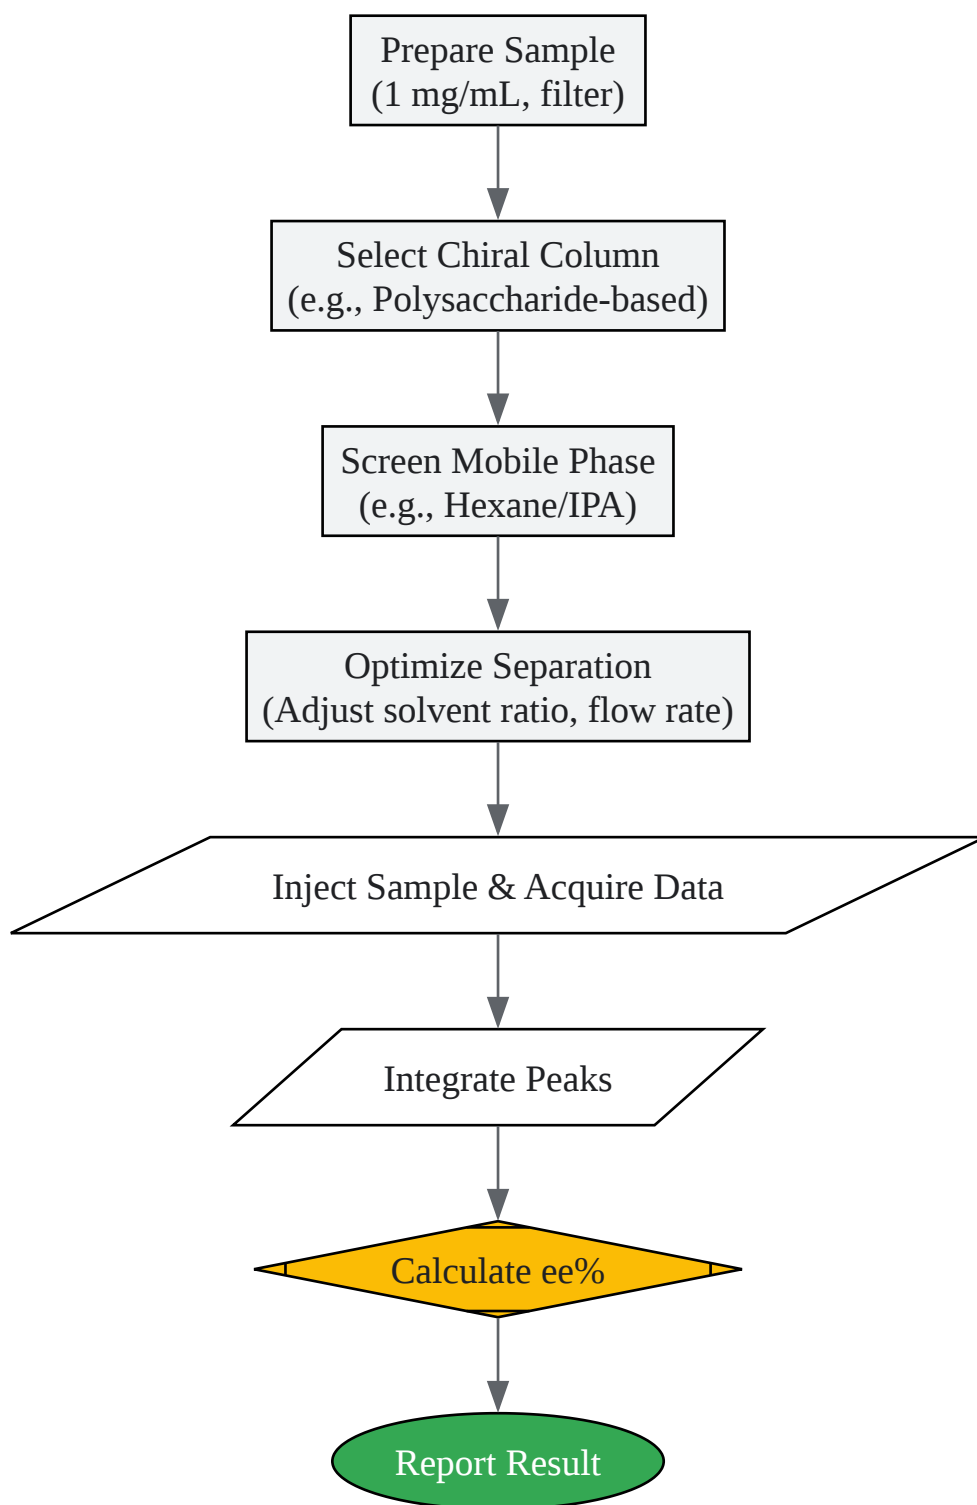 Prepare Sample
(1 mg/mL, filter)
Select Chiral Column
(e.g., Polysaccharide-based)
Screen Mobile Phase
(e.g., Hexane/IPA)
Optimize Separation
(Adjust solvent ratio, flow rate)
Inject Sample & Acquire Data
Integrate Peaks
Calculate ee%
Report Result